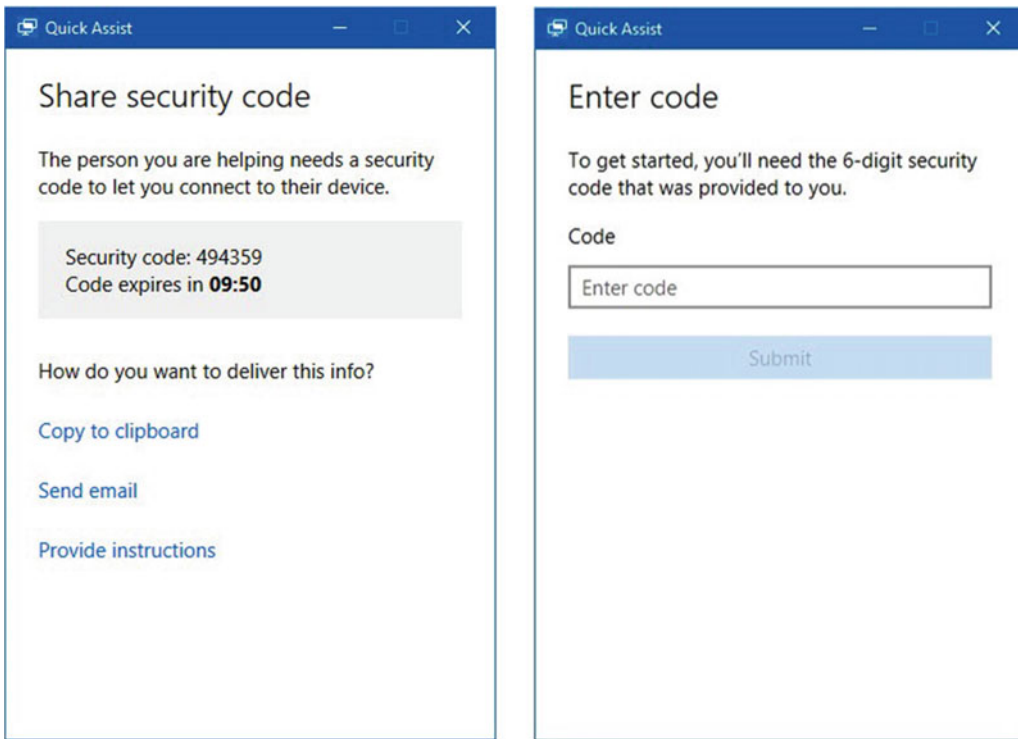 Quick Assist
Share security code
The person you are helping needs a security
code to let you connect to their device.
Security code: 494359
Code expires in 09:50
How do you want to deliver this info?
Copy to clipboard
Send email
Provide instructions
Quick Assist
Enter code
To get started, you'll need the 6-digit security
code that was provided to you.
Code
Enter code
Submit